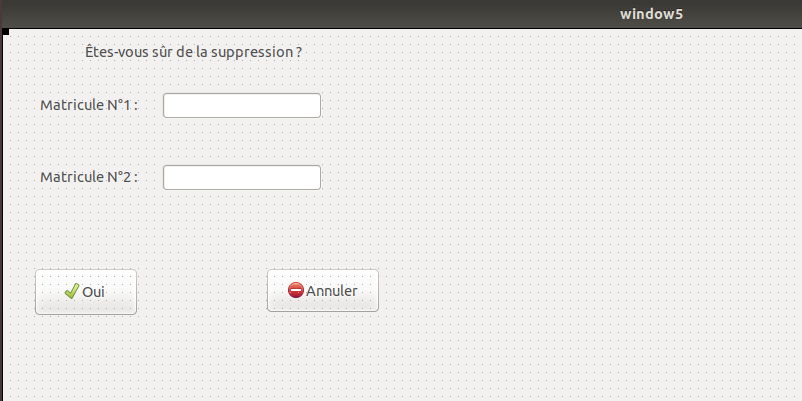 window5
Êtes-vous sûr de la suppression ?
Matricule N°1 :
Matricule N°2 :
Oui
Annuler